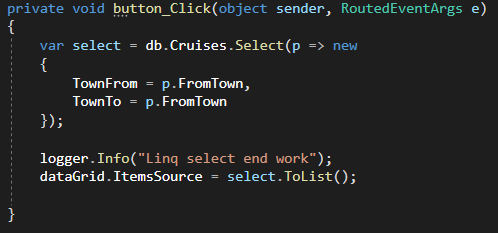 private void button_Click(object sender, RoutedEventArgs e)
{
var select = db.Cruises.Select(p => new
{
TownFrom = p.FromTown,
TownTo = p.FromTown
});
logger.Info("Linq select end work");
dataGrid.ItemsSource = select.ToList();
}